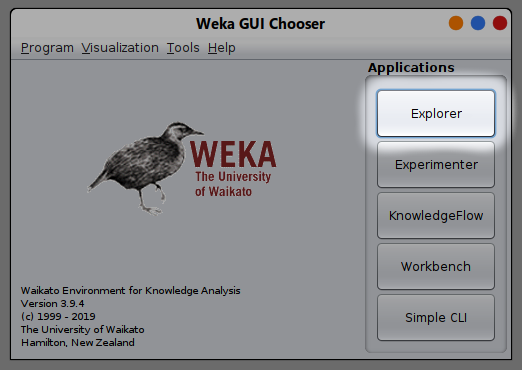 Weka GUI Chooser
Program Visualization Tools Help
Applications
Explorer
Experimenter
KnowledgeFlow
Workbench
Simple CLI
WEKA
The University
of Waikato
Waikato Environment for Knowledge Analysis
Version 3.9.4
(c) 1999 - 2019
The University of Waikato
Hamilton, New Zealand